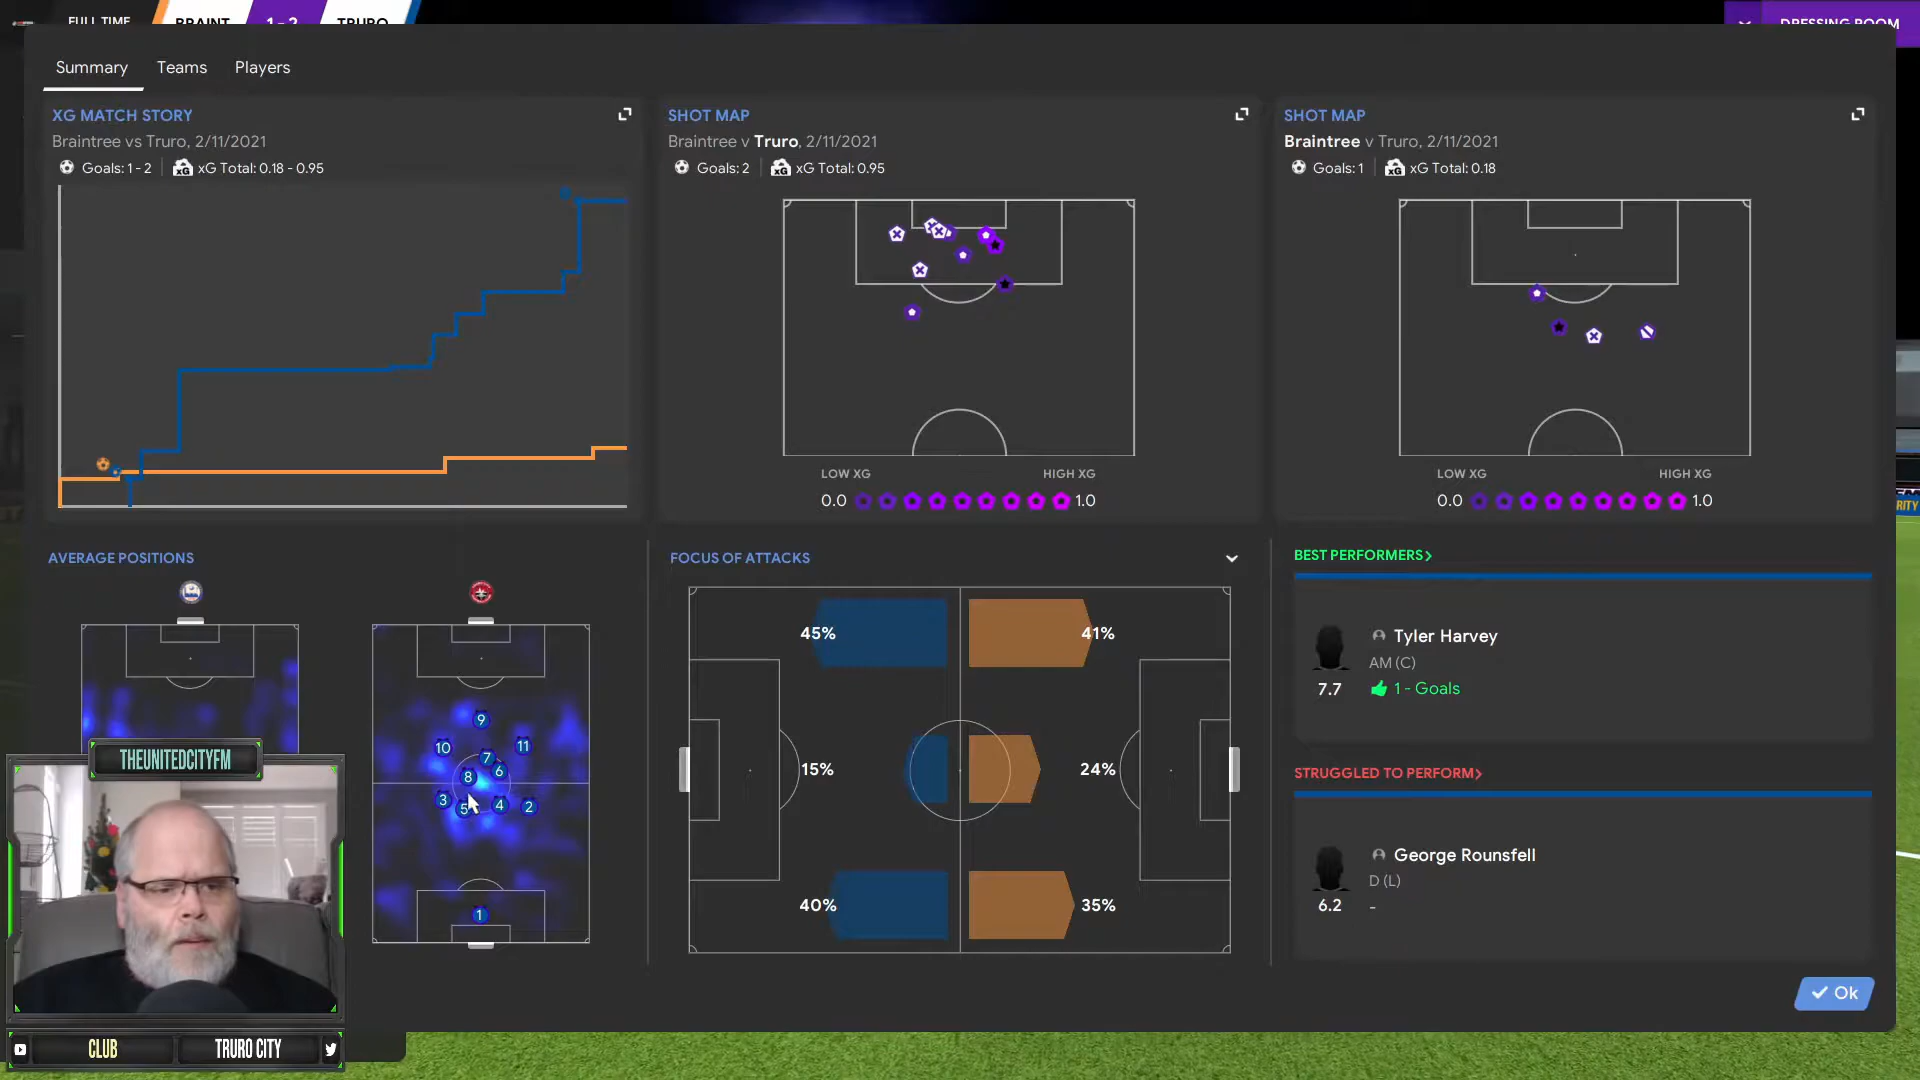 FULL TIME
BRAINT
1 - 2
TRURO
DRESSING ROOM
Summary
Teams
Players
XG MATCH STORY
Braintree vs Truro, 2/11/2021
Goals: 1 - 2
xG
xG Total: 0.18 - 0.95
SHOT MAP
Braintree v Truro, 2/11/2021
Goals: 2
xG
xG Total: 0.95
LOW XG
HIGH XG
0.0
1.0
SHOT MAP
Braintree v Truro, 2/11/2021
Goals: 1
xG
xG Total: 0.18
LOW XG
HIGH XG
0.0
1.0
AVERAGE POSITIONS
9
10
11
7
6
8
3
5
4
2
1
FOCUS OF ATTACKS
45%
41%
15%
24%
40%
35%
BEST PERFORMERS>
Tyler Harvey
AM (C)
7.7
1 - Goals
STRUGGLED TO PERFORM>
George Rounsfell
D (L)
6.2
-
Ok
THEUNITEDCITYFM
CLUB
TRURO CITY